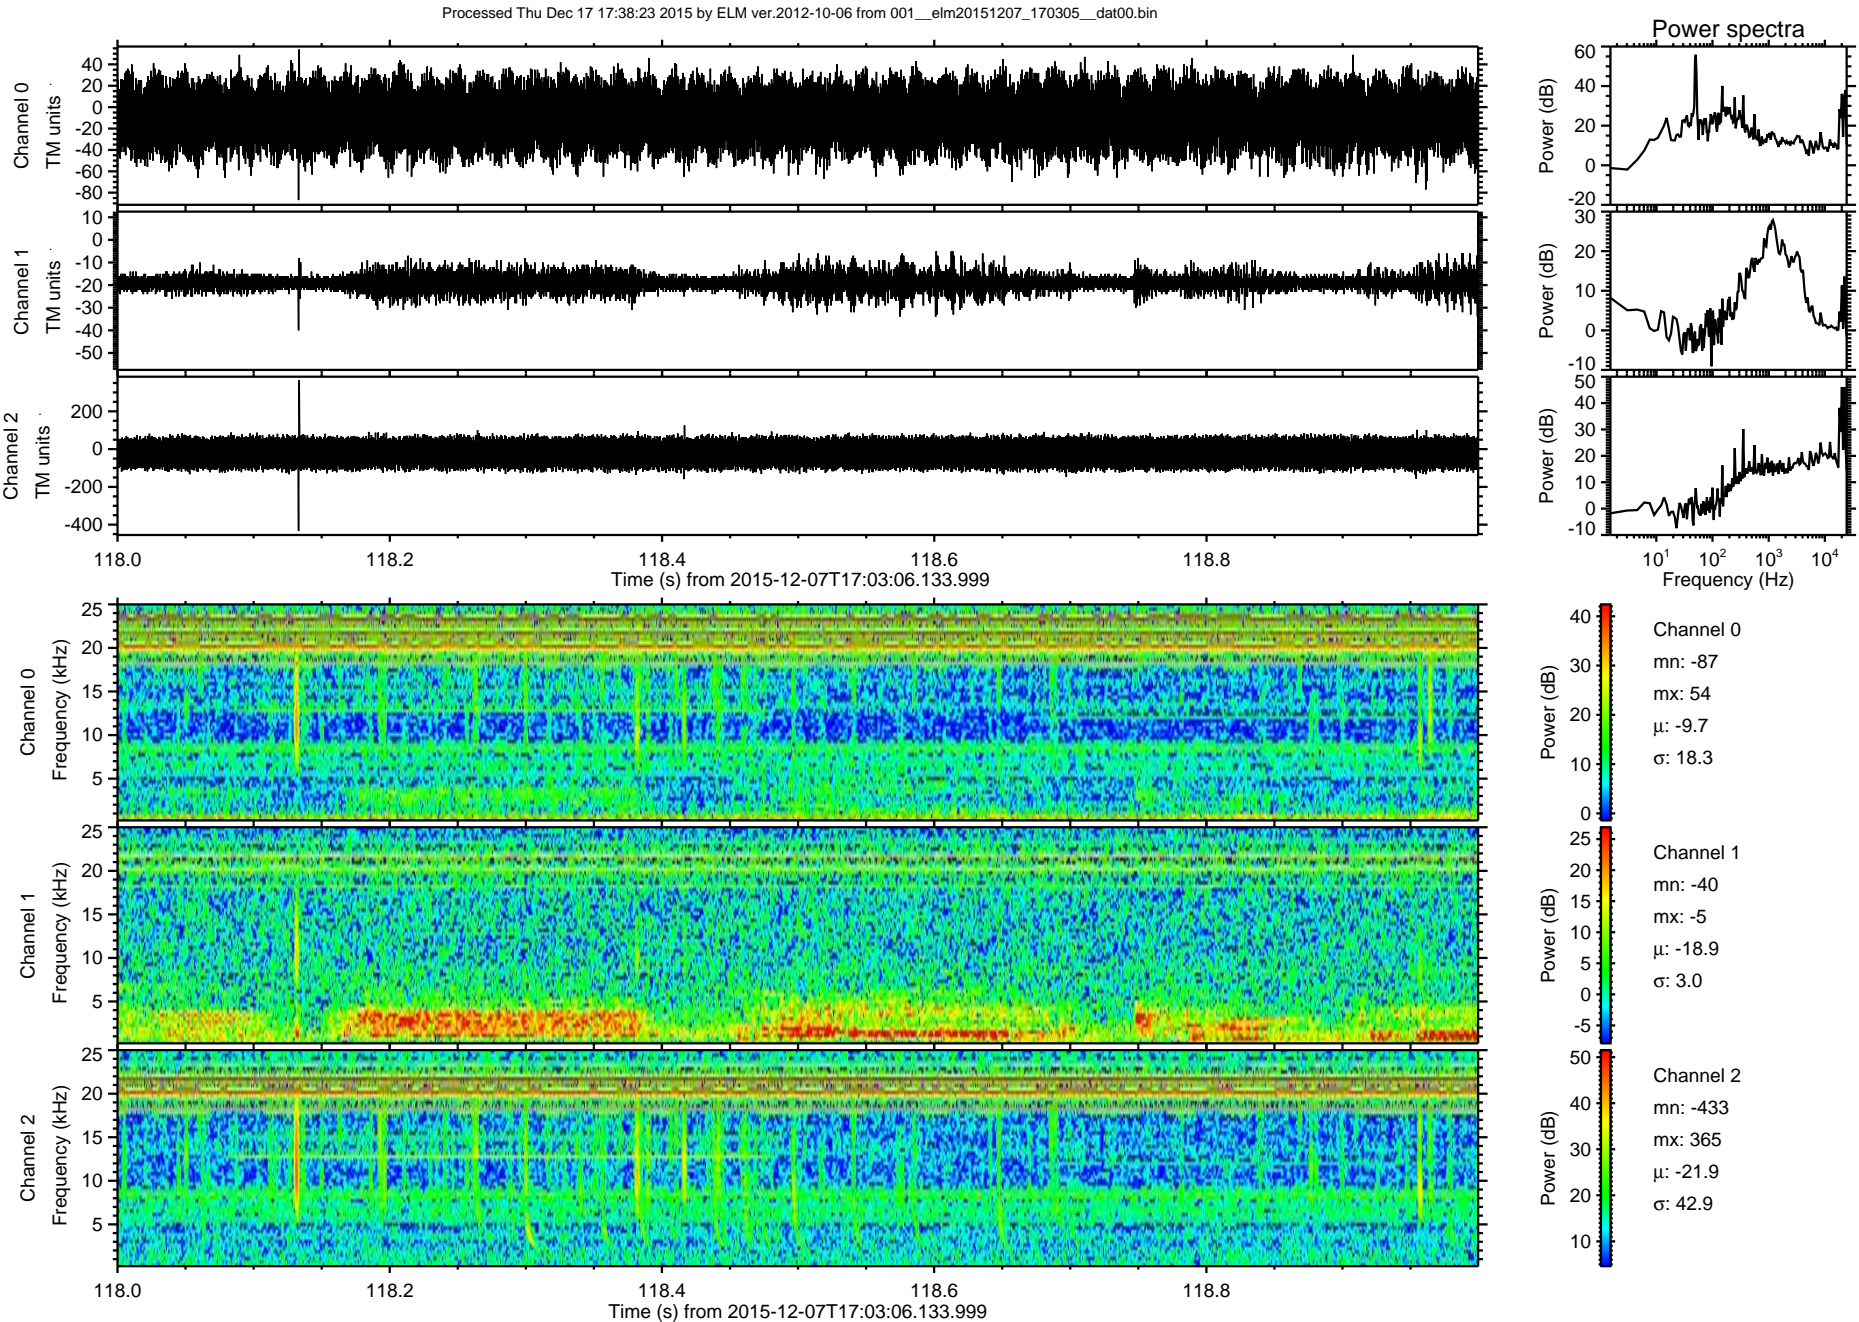 Processed Thu Dec 17 17:38:23 2015 by ELM ver.2012-10-06 from 001__elm20151207_170305__dat00.bin
Power spectra
Channel 0
TM units
40
20
0
-20
-40
-60
-80
Power (dB)
60
40
20
0
-20
Channel 1
TM units
10
0
-10
-20
-30
-40
-50
Power (dB)
30
20
10
0
-10
Channel 2
TM units
200
0
-200
-400
Power (dB)
50
40
30
20
10
0
-10
118.0 118.2 118.4 118.6 118.8
Time (s) from 2015-12-07T17:03:06.133.999
10^1 10^2 10^3 10^4
Frequency (Hz)
Channel 0
Frequency (kHz)
25
20
15
10
5
Power (dB)
40
30
20
10
0
Channel 0
mn: -87
mx: 54
μ: -9.7
σ: 18.3
Channel 1
Frequency (kHz)
25
20
15
10
5
Power (dB)
25
20
15
10
5
0
-5
Channel 1
mn: -40
mx: -5
μ: -18.9
σ: 3.0
Channel 2
Frequency (kHz)
25
20
15
10
5
Power (dB)
50
40
30
20
10
Channel 2
mn: -433
mx: 365
μ: -21.9
σ: 42.9
118.0 118.2 118.4 118.6 118.8
Time (s) from 2015-12-07T17:03:06.133.999